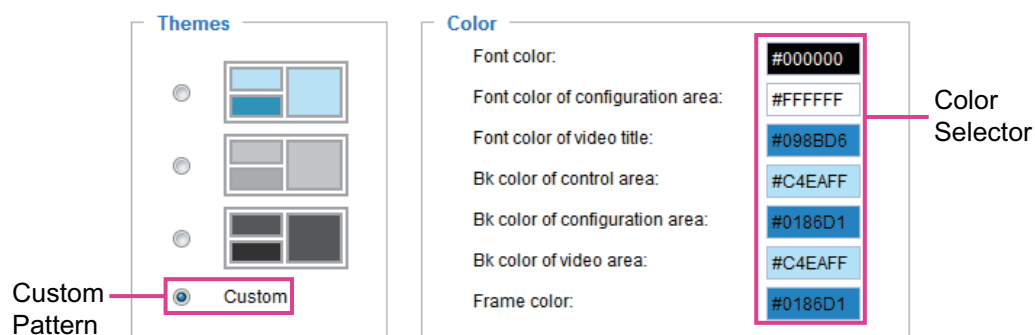 Themes
Color
Font color:
#000000
Font color of configuration area:
#FFFFFF
Font color of video title:
#098BD6
Bk color of control area:
#C4EAFF
Bk color of configuration area:
#0186D1
Bk color of video area:
#C4EAFF
Frame color:
#0186D1
Color
Selector
Custom
Custom
Pattern